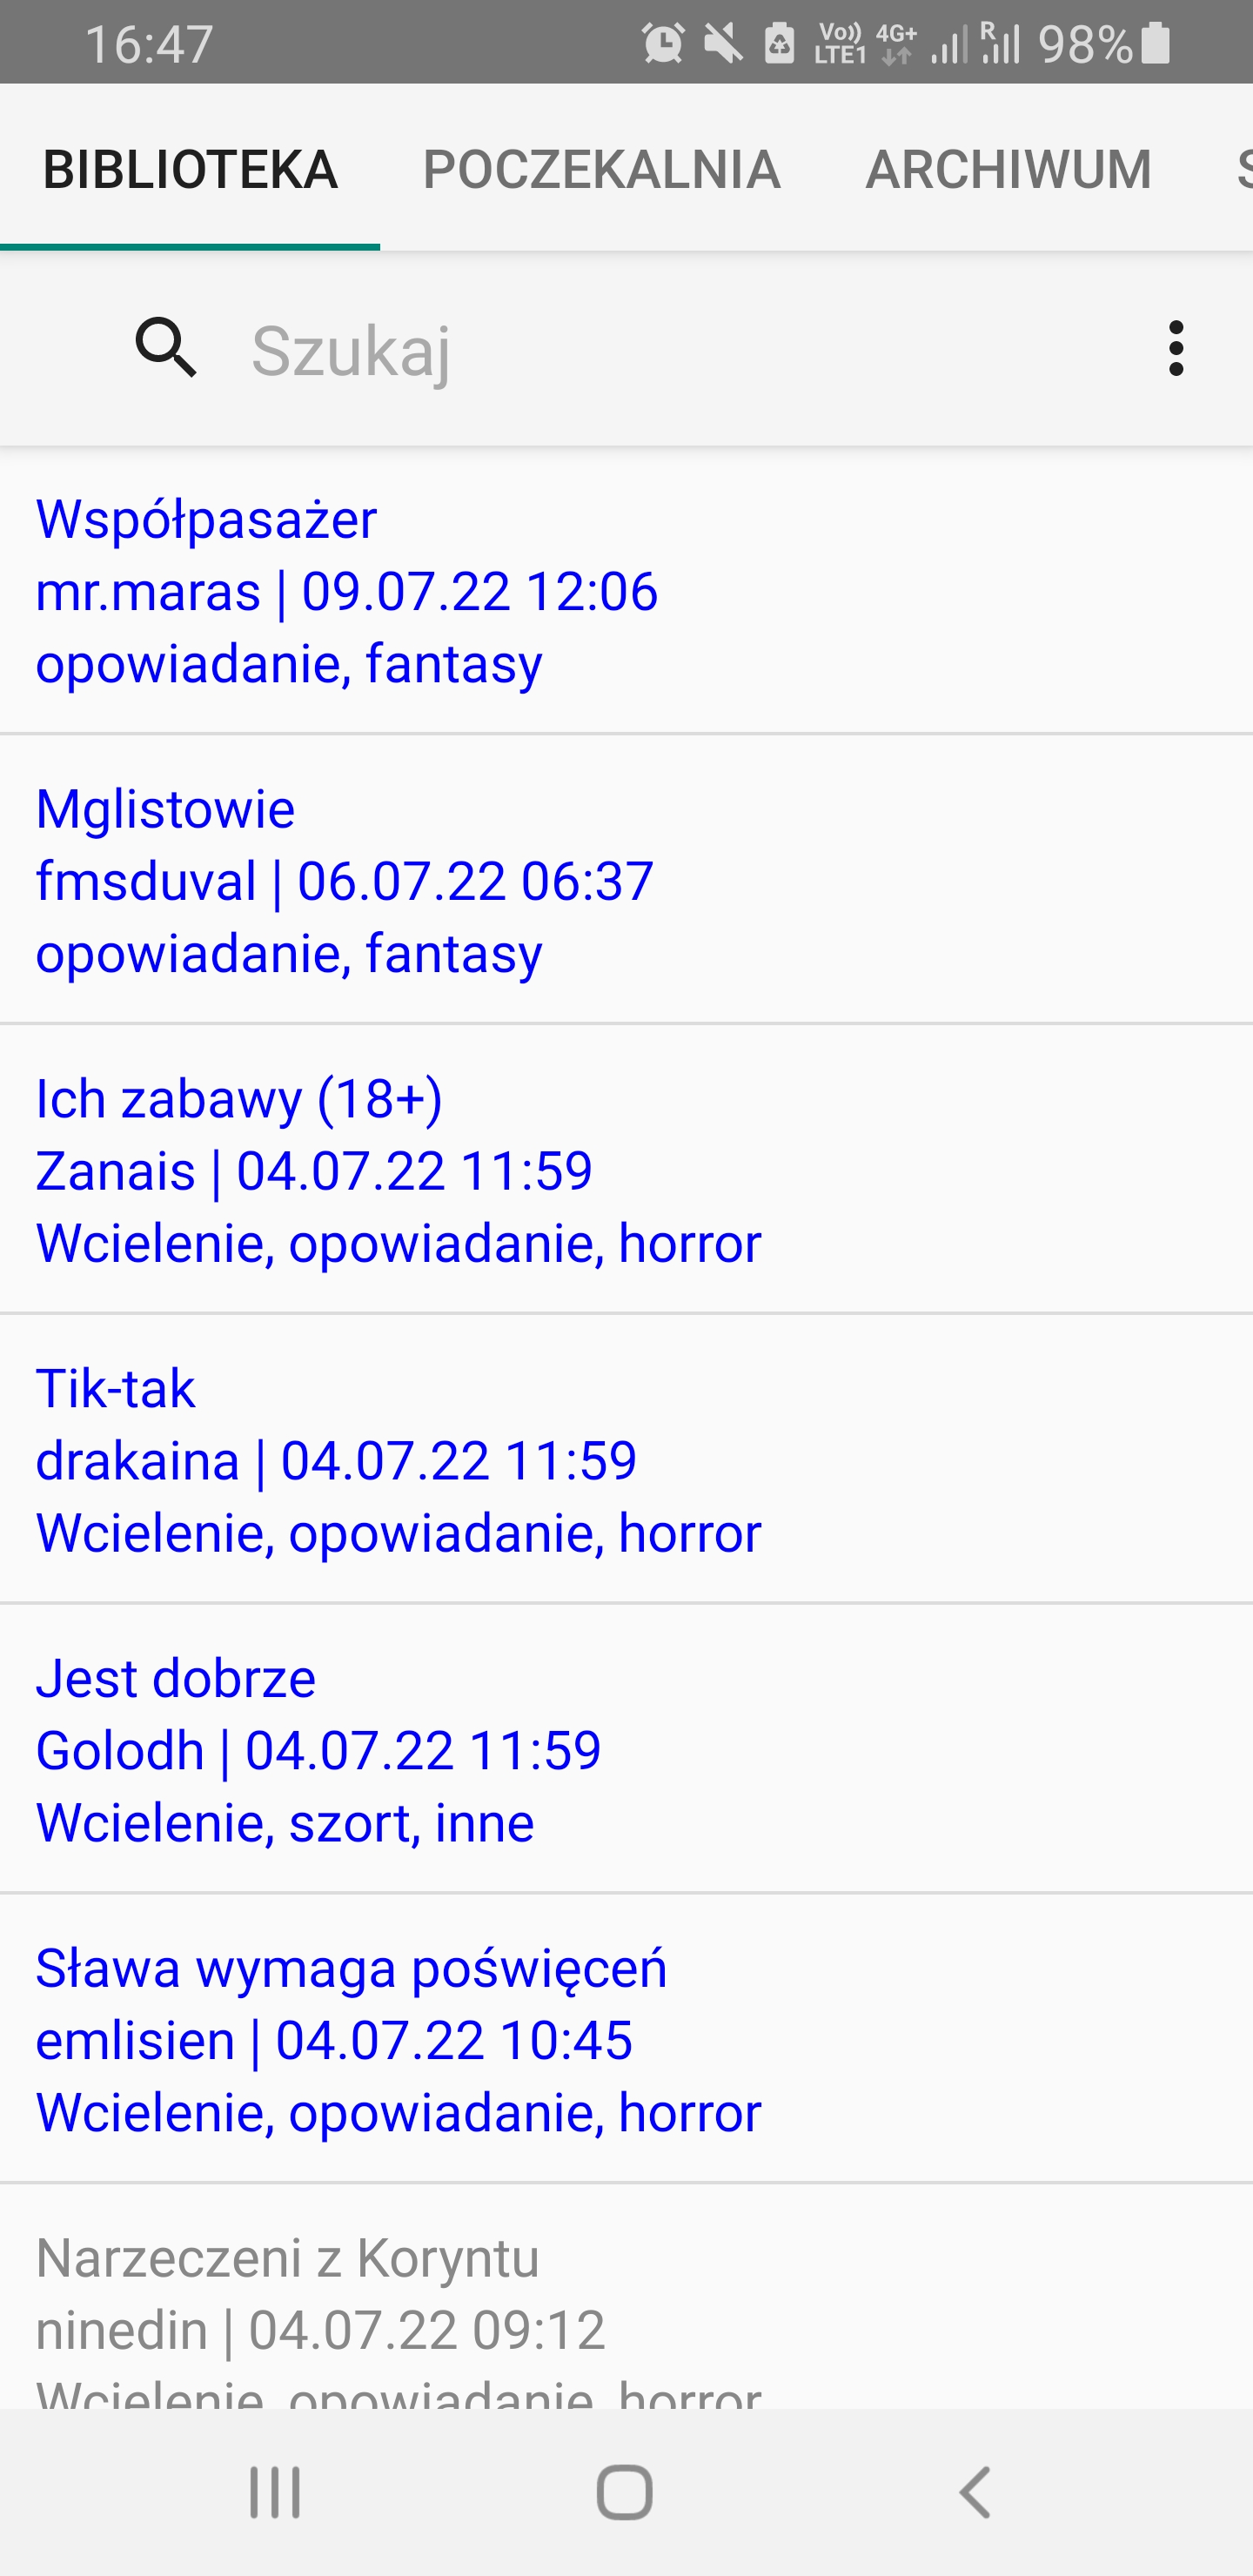 16:47 Vo)) LTE1 4G+ R 98%
BIBLIOTEKA POCZEKALNIA ARCHIWUM S
Szukaj
Współpasażer
mr.maras | 09.07.22 12:06
opowiadanie, fantasy
Mglistowie
fmsduval | 06.07.22 06:37
opowiadanie, fantasy
Ich zabawy (18+)
Zanais | 04.07.22 11:59
Wcielenie, opowiadanie, horror
Tik-tak
drakaina | 04.07.22 11:59
Wcielenie, opowiadanie, horror
Jest dobrze
Golodh | 04.07.22 11:59
Wcielenie, szort, inne
Sława wymaga poświęceń
emlisien | 04.07.22 10:45
Wcielenie, opowiadanie, horror
Narzeczeni z Koryntu
ninedin | 04.07.22 09:12
Wcielenie, opowiadanie, horror